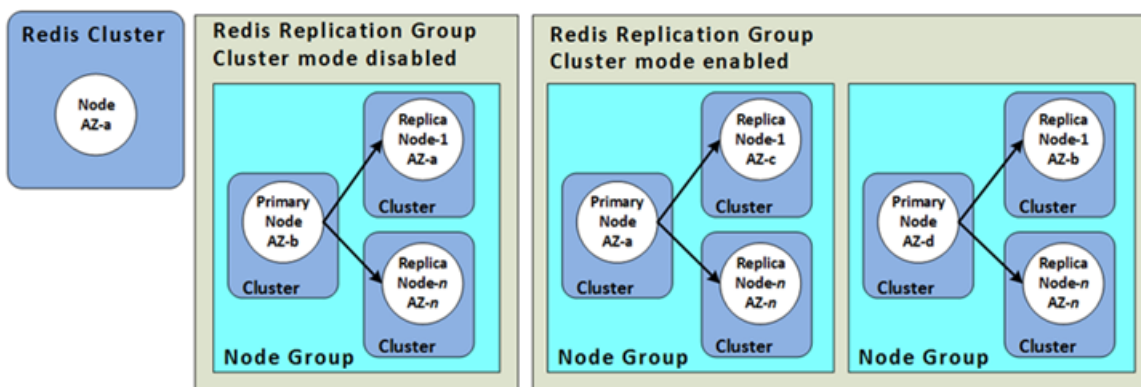 Redis Cluster
Node
AZ-a
Redis Replication Group
Cluster mode disabled
Primary
Node
AZ-b
Cluster
Replica
Node-1
AZ-a
Cluster
Replica
Node-n
AZ-n
Cluster
Node Group
Redis Replication Group
Cluster mode enabled
Primary
Node
AZ-a
Cluster
Replica
Node-1
AZ-c
Cluster
Replica
Node-n
AZ-n
Cluster
Node Group
Primary
Node
AZ-d
Cluster
Replica
Node-1
AZ-b
Cluster
Replica
Node-n
AZ-n
Cluster
Node Group